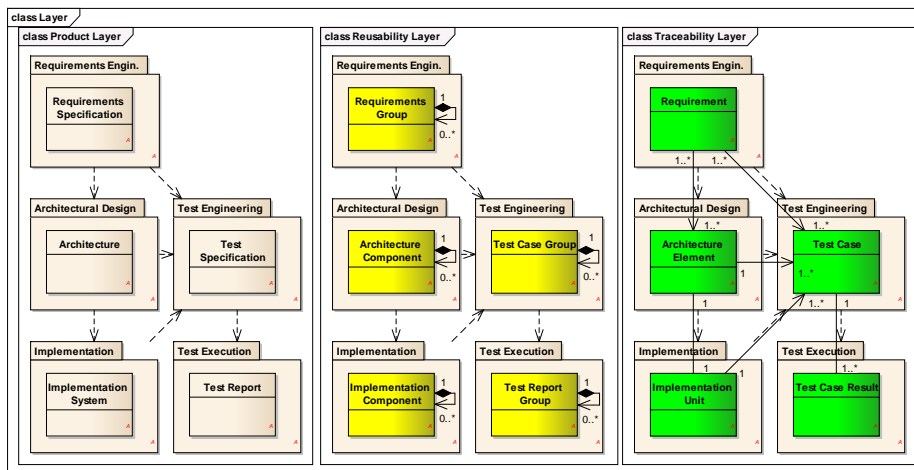 class Layer
class Product Layer
Requirements Engin.
Requirements
Specification
A
A
Architectural Design
Architecture
A
A
Test Engineering
Test
Specification
A
A
Implementation
Implementation
System
A
A
Test Execution
Test Report
A
A
class Reusability Layer
Requirements Engin.
Requirements
Group
1
0..*
A
A
Architectural Design
Architecture
Component
1
0..*
A
A
Test Engineering
Test Case Group
1
0..*
A
A
Implementation
Implementation
Component
1
0..*
A
A
Test Execution
Test Report
Group
1
0..*
A
A
class Traceability Layer
Requirements Engin.
Requirement
A
A
1..*
1..*
Architectural Design
1..*
Architecture
Element
1
A
A
1
Test Engineering
1..*
Test Case
1..*
A
A
1..*
1
Implementation
1
Implementation
Unit
1
A
A
Test Execution
1..*
Test Case Result
A
A